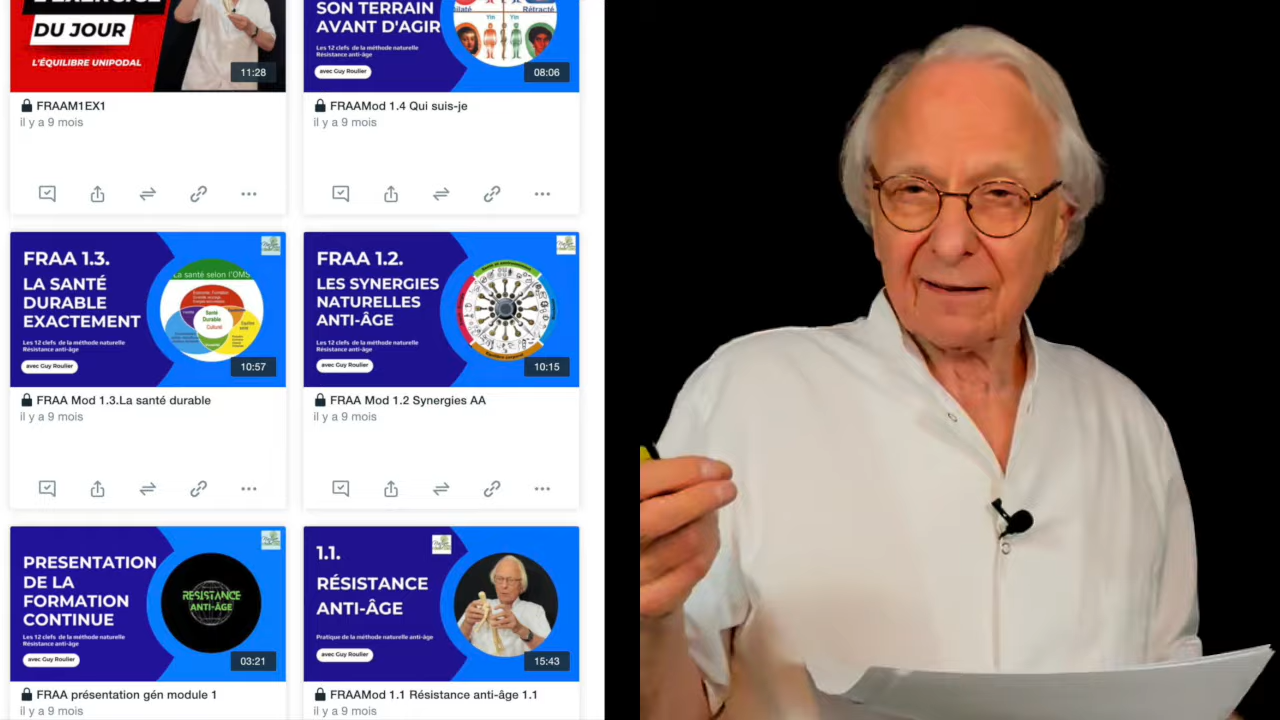 L'EXERCICE
DU JOUR
L'ÉQUILIBRE UNIPODAL
11:28
FRAAM1EX1
il y a 9 mois
SON TERRAIN
AVANT D'AGIR
Les 12 clefs de la méthode naturelle
Résistance anti-âge
avec Guy Roulier
Rétracté
Yin
Yin
08:06
FRAAMod 1.4 Qui suis-je
il y a 9 mois
FRAA 1.3.
LA SANTÉ
DURABLE
EXACTEMENT
Les 12 clefs de la méthode naturelle
Résistance anti-âge
avec Guy Roulier
La santé selon l'OMS
Santé
Durable
Culturel
10:57
FRAA Mod 1.3.La santé durable
il y a 9 mois
FRAA 1.2.
LES SYNERGIES
NATURELLES
ANTI-ÂGE
Les 12 clefs de la méthode naturelle
Résistance anti-âge
avec Guy Roulier
10:15
FRAA Mod 1.2 Synergies AA
il y a 9 mois
PRESENTATION
DE LA
FORMATION
CONTINUE
Les 12 clefs de la méthode naturelle
Résistance anti-âge
avec Guy Roulier
RESISTANCE
ANTI-ÂGE
03:21
FRAA présentation gén module 1
il y a 9 mois
1.1.
RÉSISTANCE
ANTI-ÂGE
Pratique de la méthode naturelle anti-âge
avec Guy Roulier
15:43
FRAAMod 1.1 Résistance anti-âge 1.1
il y a 9 mois